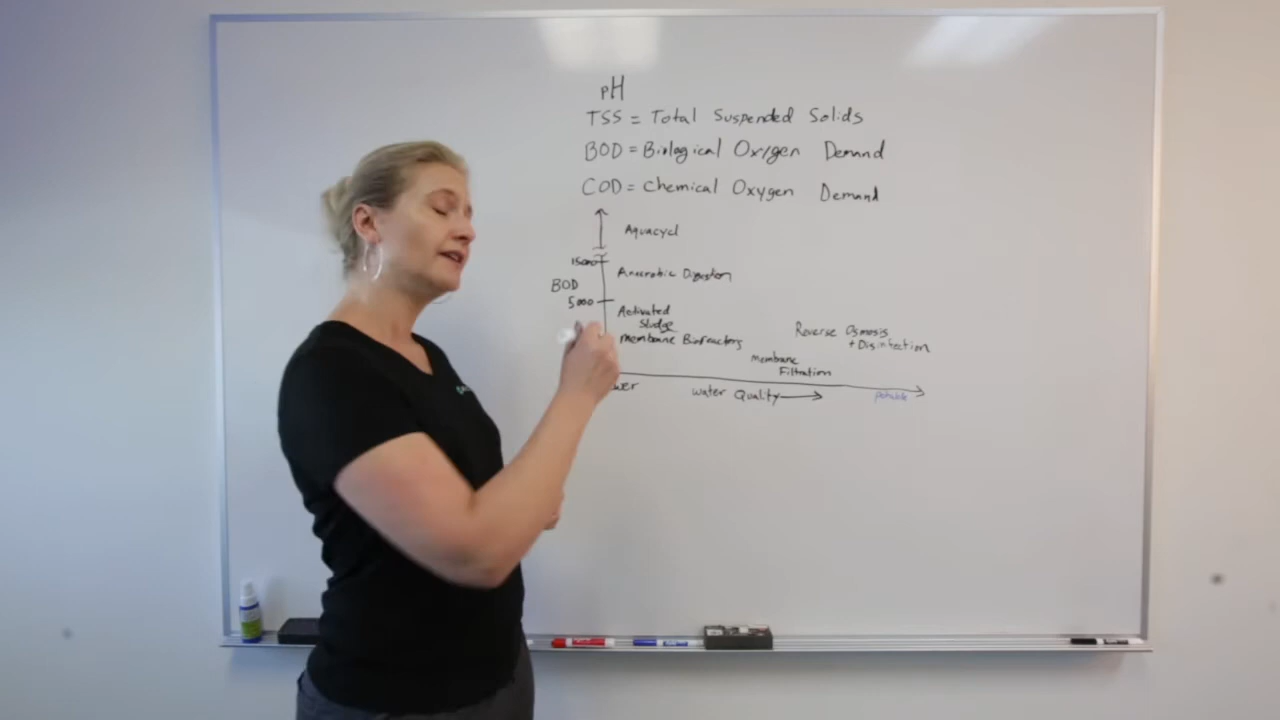 pH
TSS = Total Suspended Solids
BOD = Biological Oxygen Demand
COD = Chemical Oxygen Demand
Aquacycl
15000
Anaerobic Digestion
BOD
5000
Activated
Sludge
Membrane Bioreactors
Reverse Osmosis
+ Disinfection
Membrane
Filtration
Water Quality
potable